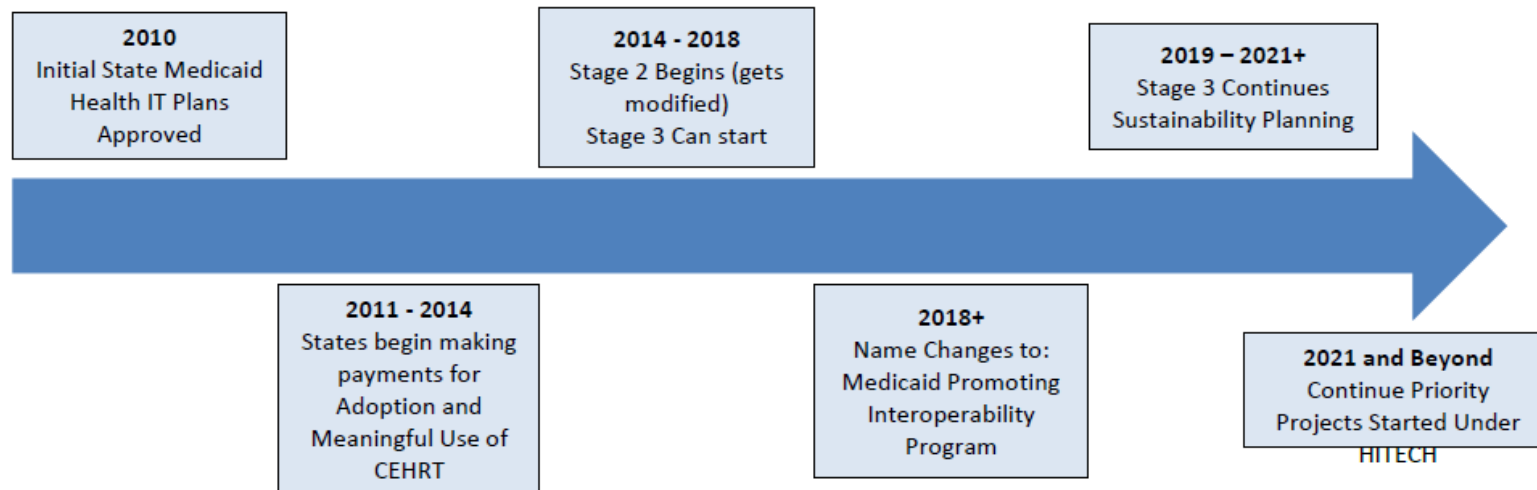 2010
Initial State Medicaid
Health IT Plans
Approved
2014 - 2018
Stage 2 Begins (gets
modified)
Stage 3 Can start
2019 – 2021+
Stage 3 Continues
Sustainability Planning
2011 - 2014
States begin making
payments for
Adoption and
Meaningful Use of
CEHRT
2018+
Name Changes to:
Medicaid Promoting
Interoperability
Program
2021 and Beyond
Continue Priority
Projects Started Under
HITECH